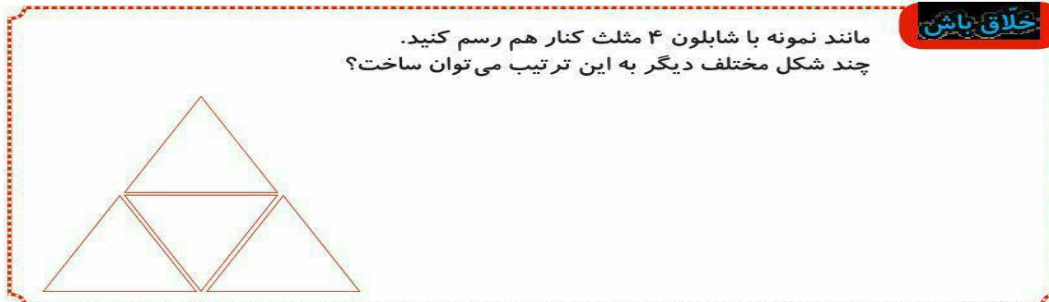 خلّاق باش
مانند نمونه با شابلون ۴ مثلث کنار هم رسم کنید.
چند شکل مختلف دیگر به این ترتیب می‌توان ساخت؟